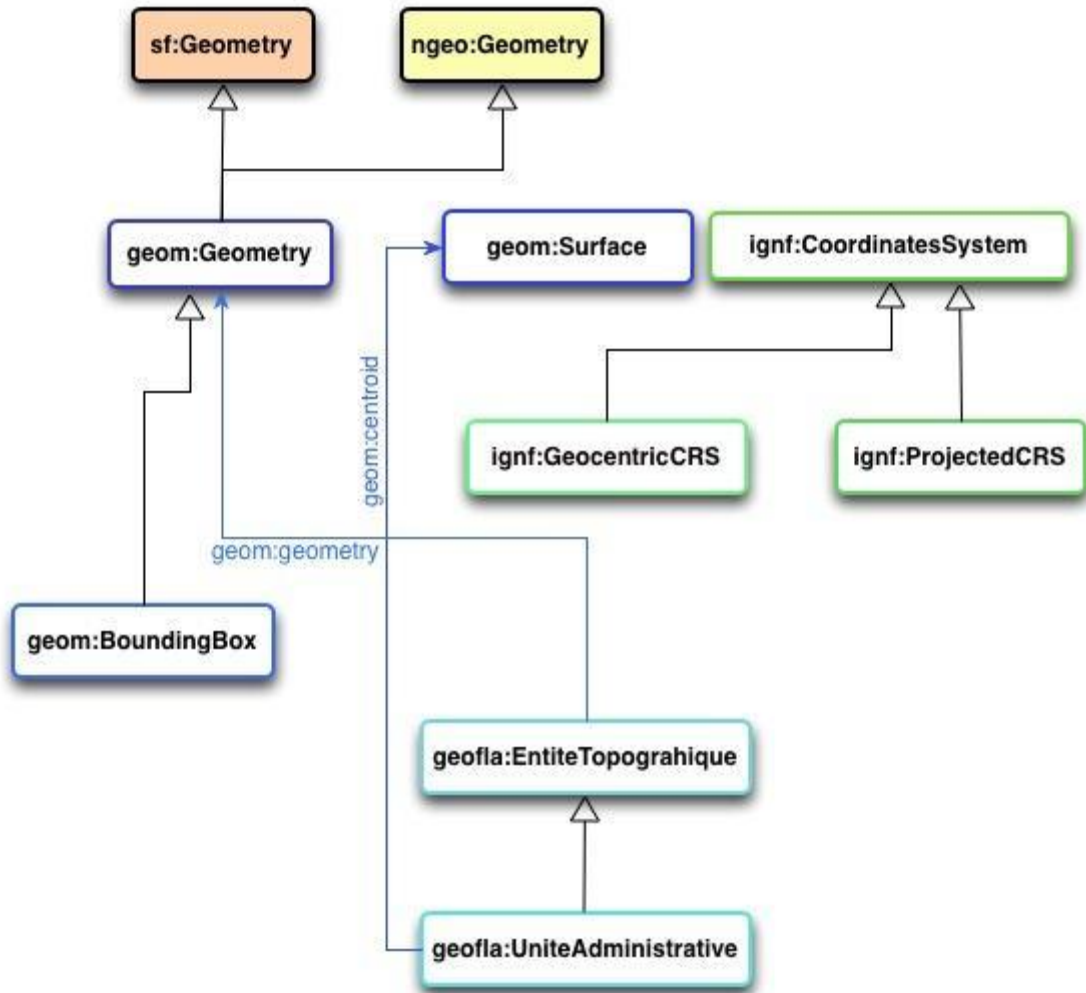 sf:Geometry
ngeo:Geometry
geom:Geometry
geom:Surface
ignf:CoordinatesSystem
geom:centroid
ignf:GeocentricCRS
ignf:ProjectedCRS
geom:geometry
geom:BoundingBox
geofla:EntiteTopograhique
geofla:UniteAdministrative